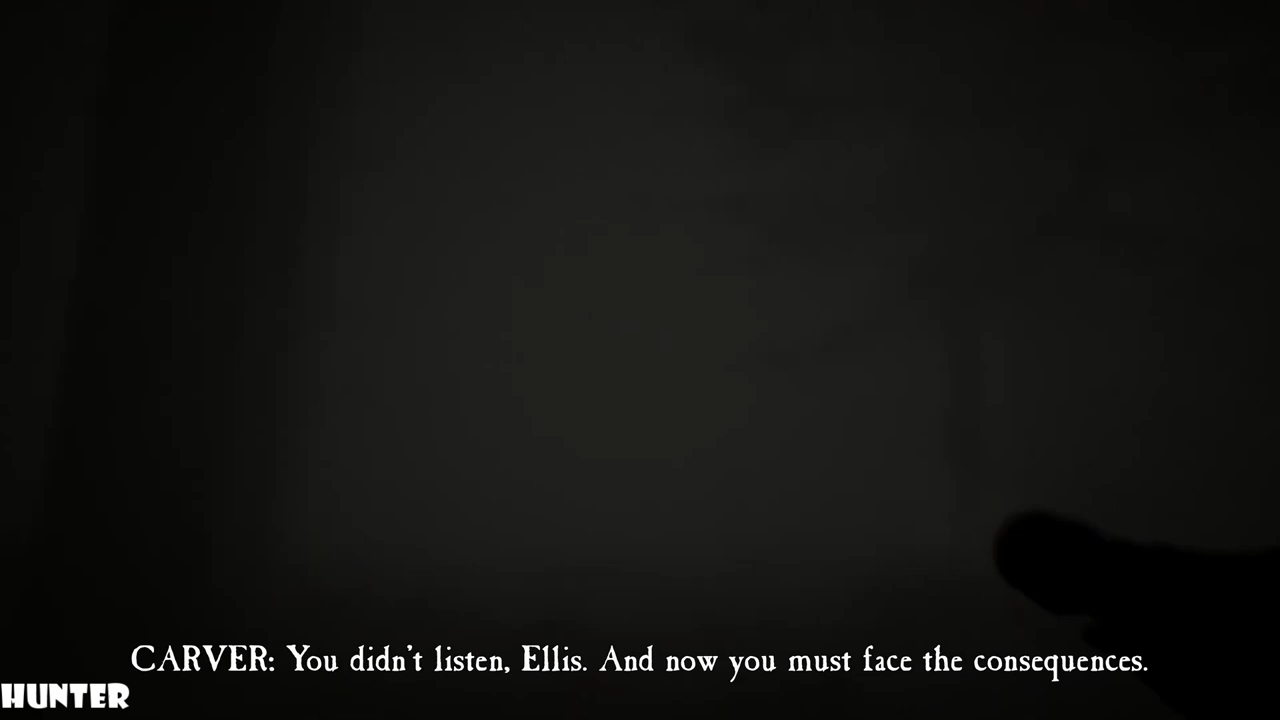 CARVER: You didn't listen, Ellis. And now you must face the consequences.
HUNTER